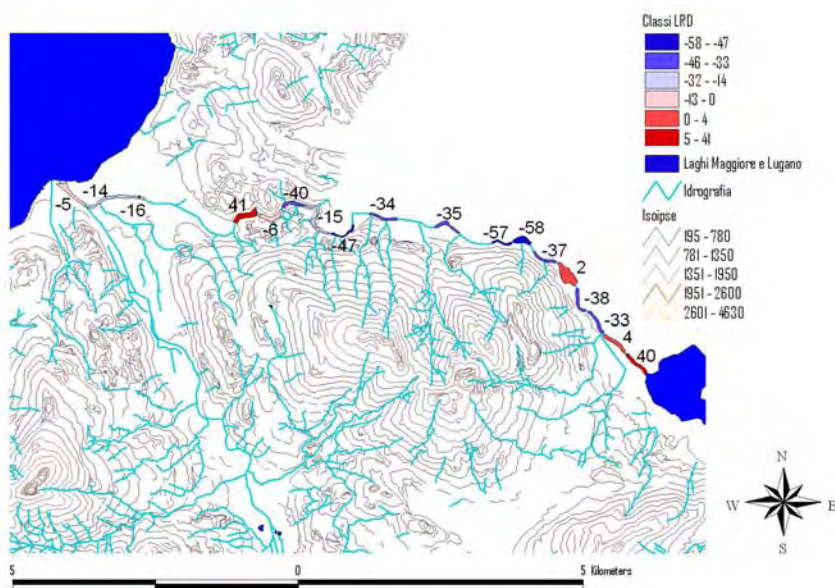 Classi LRD
-58 - -47
-46 - -33
-32 - -14
-13 - 0
0 - 4
5 - 41
Laghi Maggiore e Lugano
Idrografia
Isoipse
195 - 780
781 - 1350
1351 - 1950
1951 - 2600
2601 - 4630
-5
-14
-16
41
-6
-40
-15
-47
-34
-35
-57
-58
-37
2
-38
-33
4
40
N
W
E
S
5
0
5 Kilometers